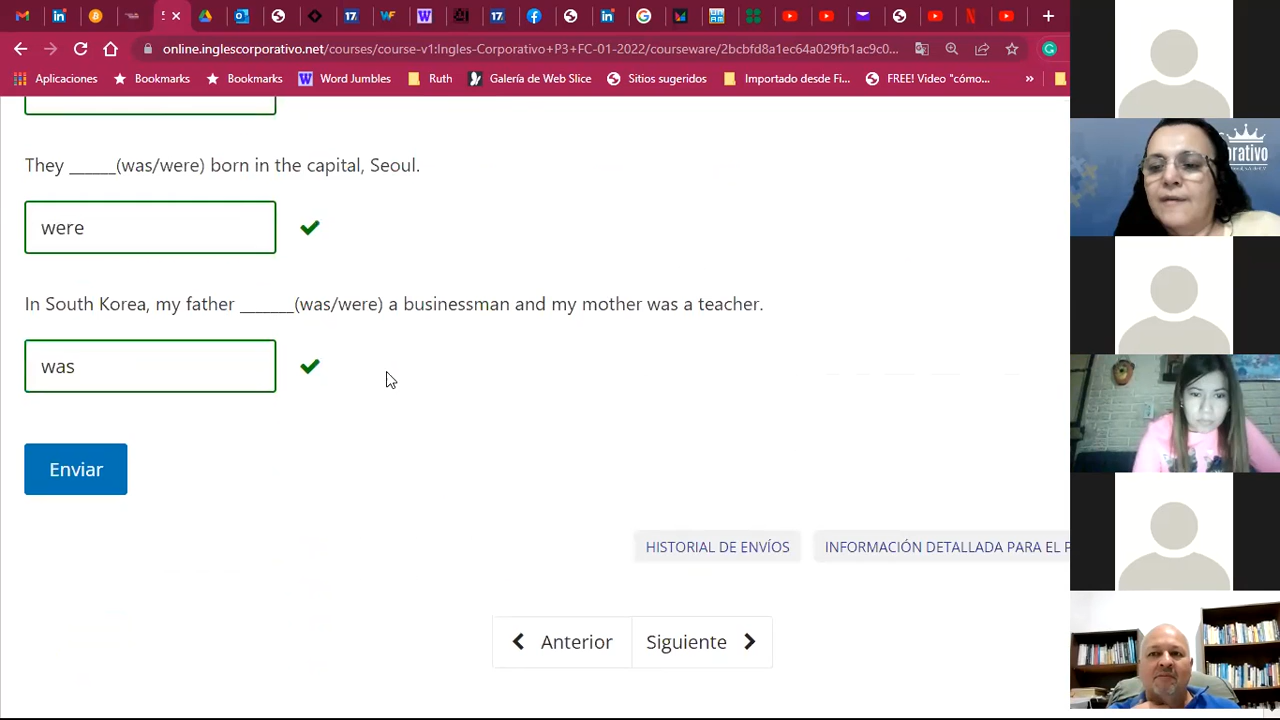 online.inglescorporativo.net/courses/course-v1:Ingles-Corporativo+P3+FC-01-2022/courseware/2bcbfd8a1ec64a029fb1ac9c0...
Aplicaciones Bookmarks Bookmarks Word Jumbles Ruth Galería de Web Slice Sitios sugeridos Importado desde Fi... FREE! Video "cómo... »
They ______(was/were) born in the capital, Seoul.
were
In South Korea, my father _______(was/were) a businessman and my mother was a teacher.
was
Enviar
HISTORIAL DE ENVÍOS INFORMACIÓN DETALLADA PARA EL P
Anterior Siguiente
orativo